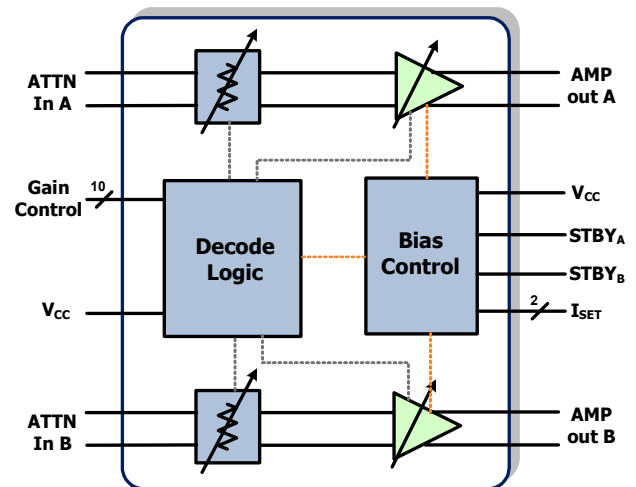 ATTN
In A
AMP
out A
Gain
Control
10
Decode
Logic
Bias
Control
VCC
STBYA
STBYB
2
ISET
VCC
ATTN
In B
AMP
out B